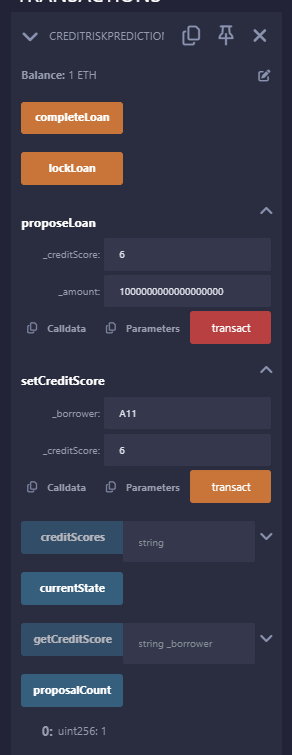 TRANSACTIONS
CREDITRISKPREDICTION
Balance: 1 ETH
completeLoan
lockLoan
proposeLoan
_creditScore: 6
_amount: 1000000000000000000
Calldata Parameters transact
setCreditScore
_borrower: A11
_creditScore: 6
Calldata Parameters transact
creditScores string
currentState
getCreditScore string _borrower
proposalCount
0: uint256: 1